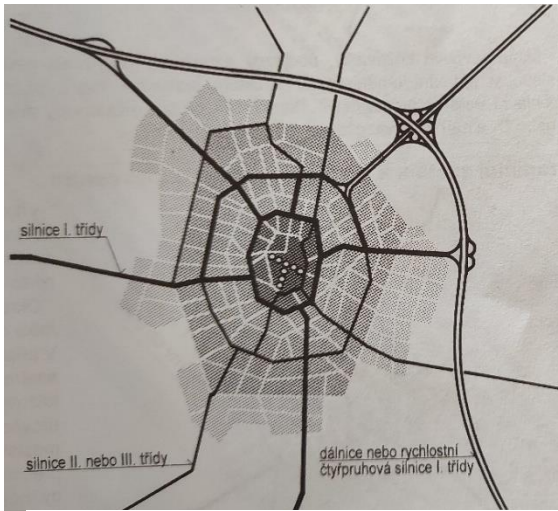 silnice I. třídy
silnice II. nebo III. třídy
dálnice nebo rychlostní
čtyřpruhová silnice I. třídy